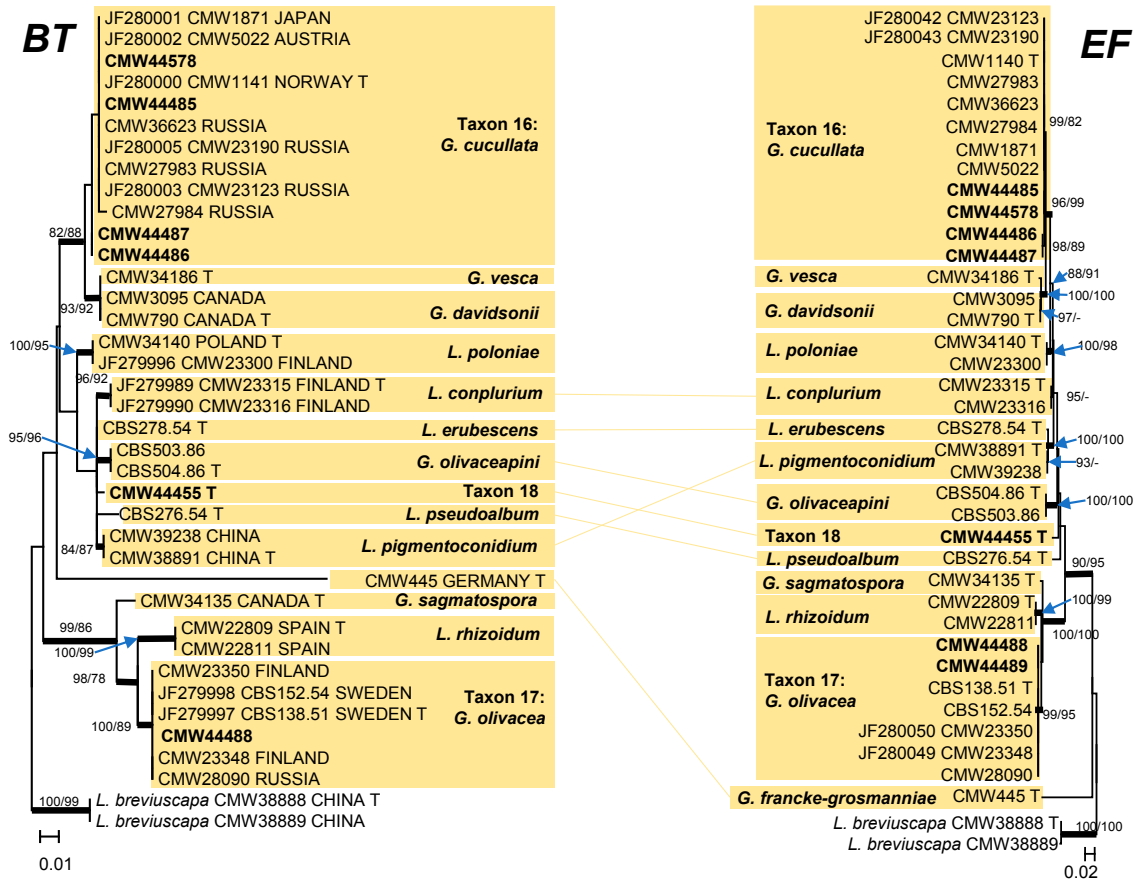 BT
JF280001 CMW1871 JAPAN
JF280002 CMW5022 AUSTRIA
CMW44578
JF280000 CMW1141 NORWAY T
CMW44485
CMW36623 RUSSIA
JF280005 CMW23190 RUSSIA
CMW27983 RUSSIA
JF280003 CMW23123 RUSSIA
CMW27984 RUSSIA
CMW44487
CMW44486
Taxon 16:
G. cucullata
82/88
CMW34186 T
G. vesca
CMW3095 CANADA
CMW790 CANADA T
G. davidsonii
93/92
100/95
CMW34140 POLAND T
JF279996 CMW23300 FINLAND
L. poloniae
96/92
JF279989 CMW23315 FINLAND T
JF279990 CMW23316 FINLAND
L. conplurium
CBS278.54 T
L. erubescens
95/96
CBS503.86
CBS504.86 T
G. olivaceapini
CMW44455 T
Taxon 18
CBS276.54 T
L. pseudoalbum
84/87
CMW39238 CHINA
CMW38891 CHINA T
L. pigmentoconidium
CMW445 GERMANY T
CMW34135 CANADA T
G. sagmatospora
99/86
100/99
CMW22809 SPAIN T
CMW22811 SPAIN
L. rhizoidum
98/78
100/89
CMW23350 FINLAND
JF279998 CBS152.54 SWEDEN
JF279997 CBS138.51 SWEDEN T
CMW44488
CMW23348 FINLAND
CMW28090 RUSSIA
Taxon 17:
G. olivacea
100/99
L. breviuscapa CMW38888 CHINA T
L. breviuscapa CMW38889 CHINA
0.01
EF
JF280042 CMW23123
JF280043 CMW23190
CMW1140 T
CMW27983
CMW36623
CMW27984
CMW1871
CMW5022
CMW44485
CMW44578
CMW44486
CMW44487
Taxon 16:
G. cucullata
99/82
96/99
98/89
G. vesca
CMW34186 T
88/91
100/100
G. davidsonii
CMW3095
CMW790 T
97/-
L. poloniae
CMW34140 T
CMW23300
100/98
L. conplurium
CMW23315 T
CMW23316
95/-
L. erubescens
CBS278.54 T
100/100
L. pigmentoconidium
CMW38891 T
CMW39238
93/-
G. olivaceapini
CBS504.86 T
CBS503.86
100/100
Taxon 18
CMW44455 T
L. pseudoalbum
CBS276.54 T
90/95
G. sagmatospora
CMW34135 T
L. rhizoidum
CMW22809 T
CMW22811
100/99
100/100
Taxon 17:
G. olivacea
CMW44488
CMW44489
CBS138.51 T
CBS152.54
JF280050 CMW23350
JF280049 CMW23348
CMW28090
99/95
G. francke-grosmanniae
CMW445 T
L. breviuscapa CMW38888 T
L. breviuscapa CMW38889
100/100
0.02